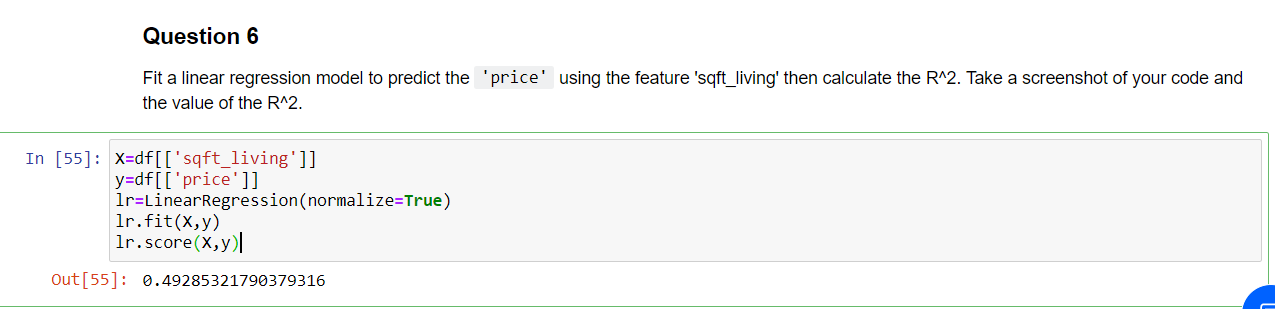 Question 6
Fit a linear regression model to predict the 'price' using the feature 'sqft_living' then calculate the R^2. Take a screenshot of your code and
the value of the R^2.
In [55]: X=df[['sqft_living']]
y=df[['price']]
lr=LinearRegression(normalize=True)
lr.fit(X,y)
lr.score(X,y)
Out[55]: 0.49285321790379316